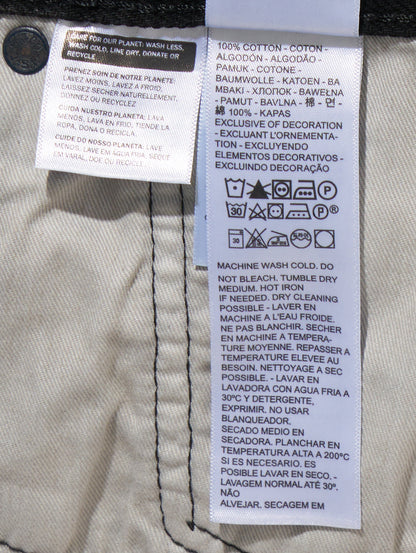 CARE FOR OUR PLANET: WASH LESS,
WASH COLD, LINE DRY, DONATE OR
RECYCLE
PRENEZ SOIN DE NOTRE PLANETE:
LAVEZ MOINS, LAVEZ A FROID,
LAISSEZ SECHER NATURELLEMENT,
DONNEZ OU RECYCLEZ
CUIDA NUESTRO PLANETA: LAVA
MENOS, LAVA EN FRIO, TIENDE LA
ROPA, DONA O RECICLA
CUIDE DO NOSSO PLANETA: LAVE
MENOS, LAVE EM AGUA FRIA, SEQUE
EM VARAL, DOE OU RECICLE
100% COTTON - COTON -
ALGODÓN - ALGODÃO -
PAMUK - COTONE -
BAUMWOLLE - KATOEN - BA
MBAKI - ХЛОПОК - BAWEŁNA
- PAMUT - BAVLNA - 棉 - 면 -
綿 100% - KAPAS
EXCLUSIVE OF DECORATION
- EXCLUANT L'ORNEMENTA-
TION - EXCLUYENDO
ELEMENTOS DECORATIVOS -
EXCLUINDO DECORAÇÃO
P
30 P
30
MACHINE WASH COLD. DO
NOT BLEACH. TUMBLE DRY
MEDIUM. HOT IRON
IF NEEDED. DRY CLEANING
POSSIBLE - LAVER EN
MACHINE A L'EAU FROIDE.
NE PAS BLANCHIR. SECHER
EN MACHINE A TEMPERA-
TURE MOYENNE. REPASSER A
TEMPERATURE ELEVEE AU
BESOIN. NETTOYAGE A SEC
POSSIBLE. - LAVAR EN
LAVADORA CON AGUA FRIA A
30ºC Y DETERGENTE,
EXPRIMIR. NO USAR
BLANQUEADOR.
SECADO MEDIO EN
SECADORA. PLANCHAR EN
TEMPERATURA ALTA A 200ºC
SI ES NECESARIO.
POSIBLE LAVADO EN SECO. -
LAVAGEM NORMAL ATÉ 30º.
NÃO
ALVEJAR. SECAGEM EM